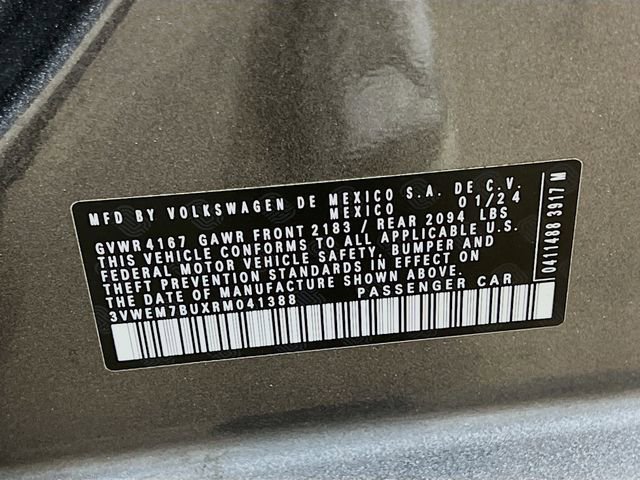 MFD BY VOLKSWAGEN DE MEXICO S.A. DE C.V.
MEXICO 01/24
GVWR 4167 GAWR FRONT 2183 / REAR 2094 LBS
THIS VEHICLE CONFORMS TO ALL APPLICABLE U.S.
FEDERAL MOTOR VEHICLE SAFETY, BUMPER AND
THEFT PREVENTION STANDARDS IN EFFECT ON
THE DATE OF MANUFACTURE SHOWN ABOVE.
3VWEM7BUXRM041388 PASSENGER CAR
0411488 3917 M